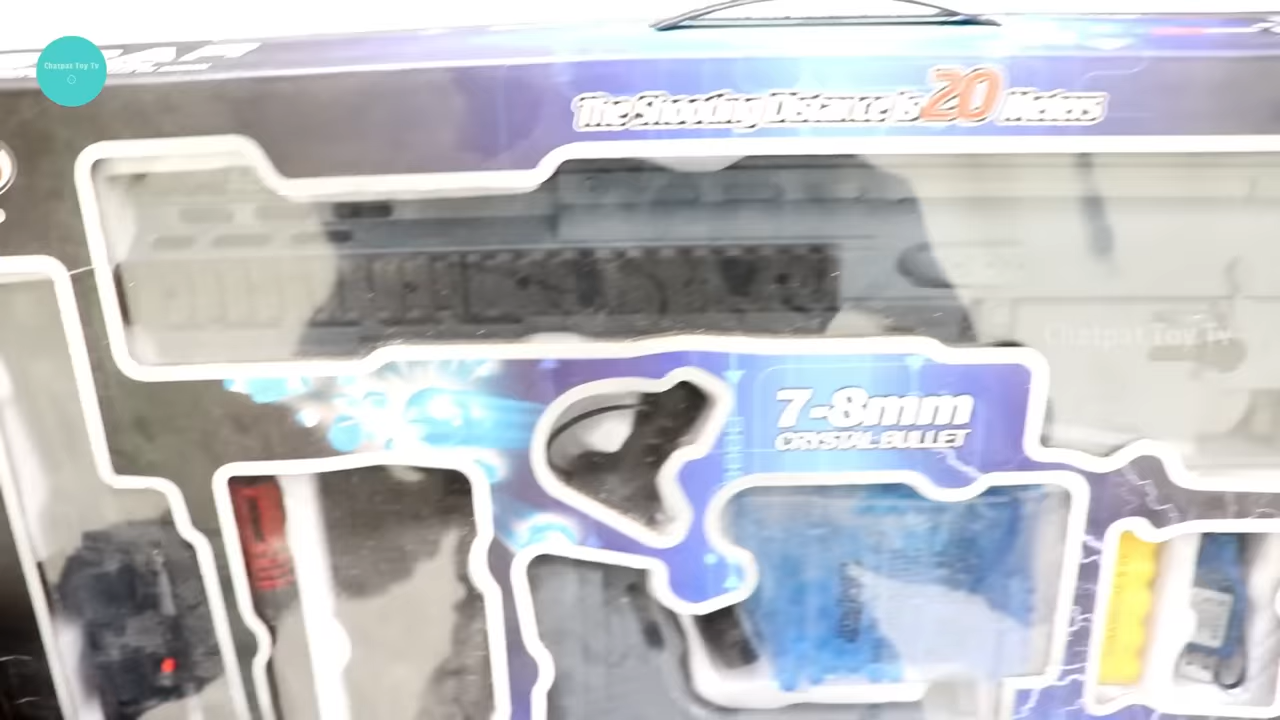 Chatpat Toy Tv
The Shooting Distance is 20 Meters
Chatpat Toy Tv
7-8mm
CRYSTAL BULLET